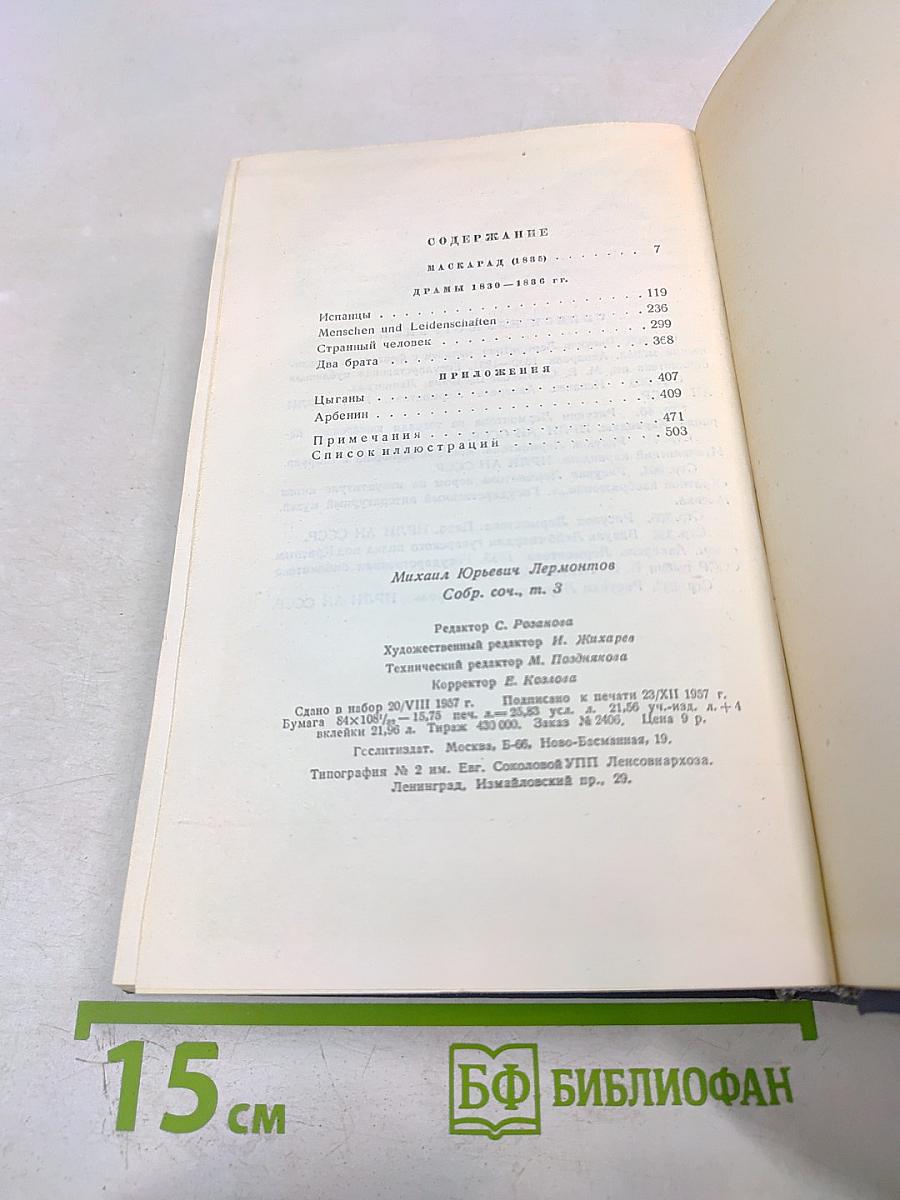 СОДЕРЖАНИЕ
МАСКАРАД (1835) . . . . . . . 7
ДРАМЫ 1830—1836 гг.
Испанцы . . . . . . . . . . . . . . . . . . . 119
Menschen und Leidenschaften . . . . . . . . . . 236
Странный человек . . . . . . . . . . . . . . . 299
Два брата . . . . . . . . . . . . . . . . . . . 368
ПРИЛОЖЕНИЯ
Цыганы . . . . . . . . . . . . . . . . . . . . 407
Арбенин . . . . . . . . . . . . . . . . . . . . 409
Примечания . . . . . . . . . . . . . . . . . 471
Список иллюстраций . . . . . . . . . . . . 503
Михаил Юрьевич Лермонтов
Собр. соч., т. 3
Редактор С. Розанова
Художественный редактор И. Жихарев
Технический редактор М. Позднякова
Корректор Е. Козлова
Сдано в набор 20/VIII 1957 г. Подписано к печати 23/XII 1957 г.
Бумага 84×108¹/₃₂—15,75 печ. л.=25,83 усл. л. 21,56 уч.-изд. л.+4
вклейки 21,96 л. Тираж 430 000. Заказ № 2406. Цена 9 р.
Гослитиздат. Москва, Б-66, Ново-Басманная, 19.
Типография № 2 им. Евг. Соколовой УПП Ленсовнархоза.
Ленинград, Измайловский пр., 29.
15 см
БФ БИБЛИОФАН